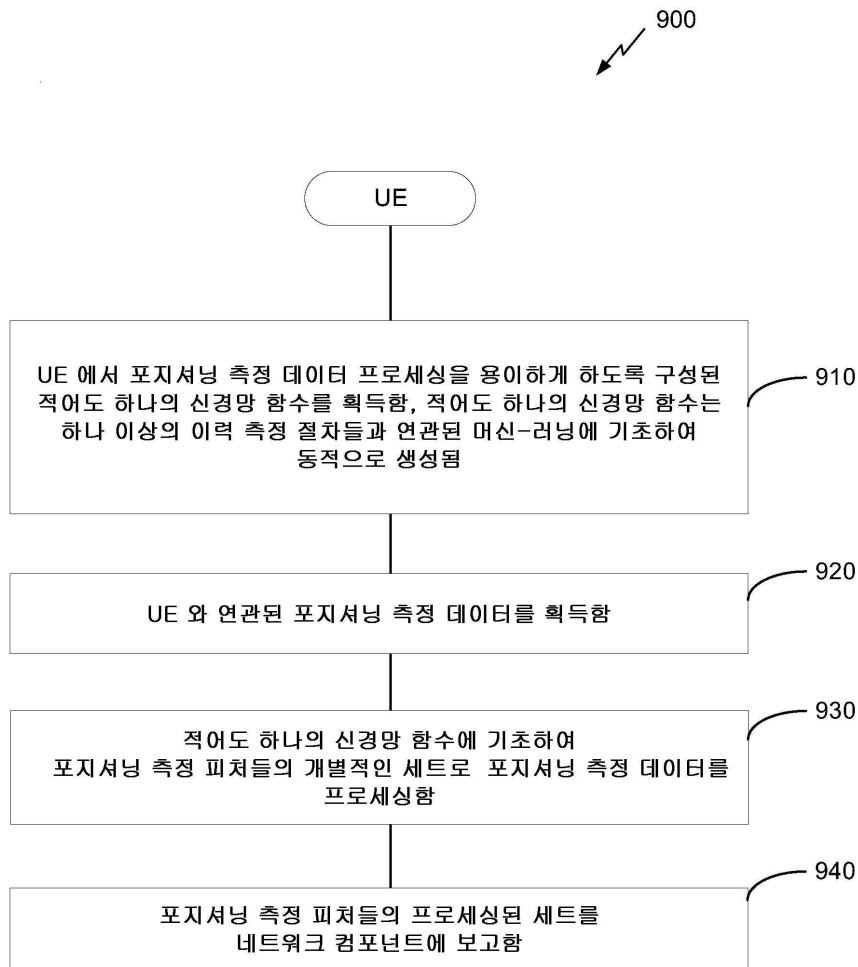 900
UE
UE 에서 포지셔닝 측정 데이터 프로세싱을 용이하게 하도록 구성된
적어도 하나의 신경망 함수를 획득함, 적어도 하나의 신경망 함수는
하나 이상의 이력 측정 절차들과 연관된 머신-러닝에 기초하여
동적으로 생성됨
910
UE 와 연관된 포지셔닝 측정 데이터를 획득함
920
적어도 하나의 신경망 함수에 기초하여
포지셔닝 측정 피처들의 개별적인 세트로 포지셔닝 측정 데이터를
프로세싱함
930
포지셔닝 측정 피처들의 프로세싱된 세트를
네트워크 컴포넌트에 보고함
940